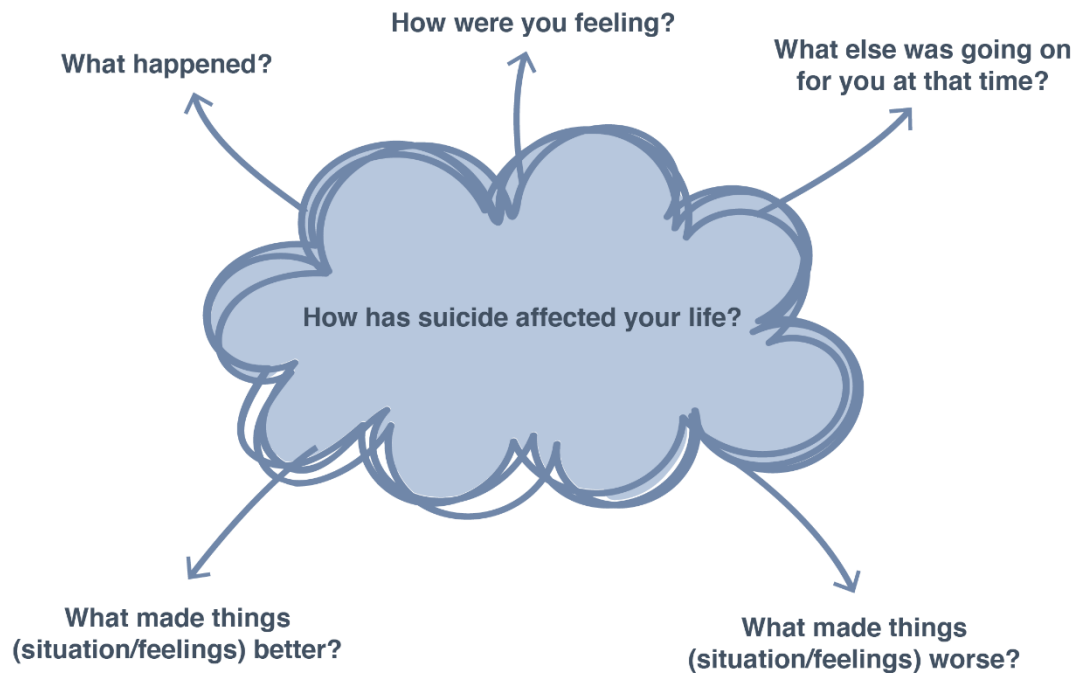 How were you feeling?
What happened?
What else was going on
for you at that time?
How has suicide affected your life?
What made things
(situation/feelings) better?
What made things
(situation/feelings) worse?